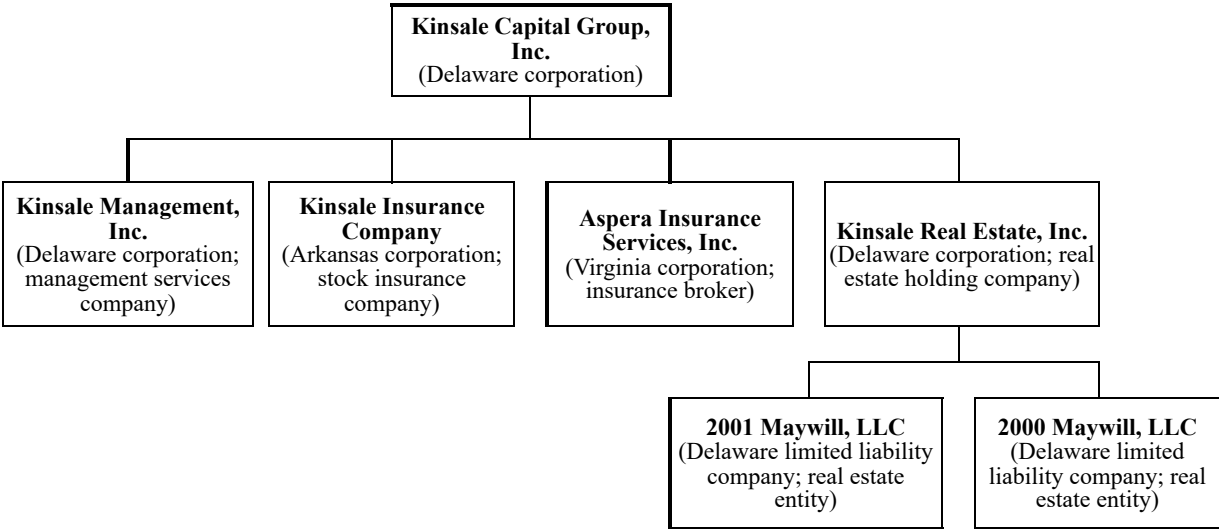 Kinsale Capital Group,
Inc.
(Delaware corporation)
Kinsale Management,
Inc.
(Delaware corporation;
management services
company)
Kinsale Insurance
Company
(Arkansas corporation;
stock insurance
company)
Aspera Insurance
Services, Inc.
(Virginia corporation;
insurance broker)
Kinsale Real Estate, Inc.
(Delaware corporation; real
estate holding company)
2001 Maywill, LLC
(Delaware limited liability
company; real estate
entity)
2000 Maywill, LLC
(Delaware limited
liability company; real
estate entity)